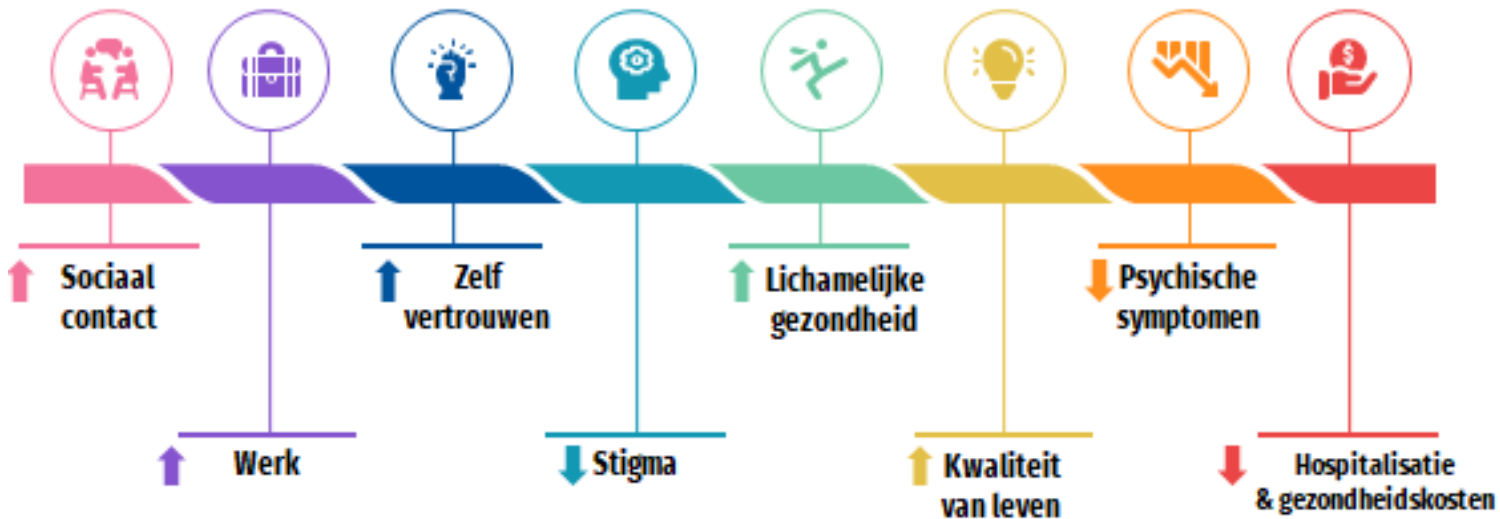 Sociaal
contact
Werk
Zelf
vertrouwen
Stigma
Lichamelijke
gezondheid
Kwaliteit
van leven
Psychische
symptomen
Hospitalisatie
& gezondheidskosten
$